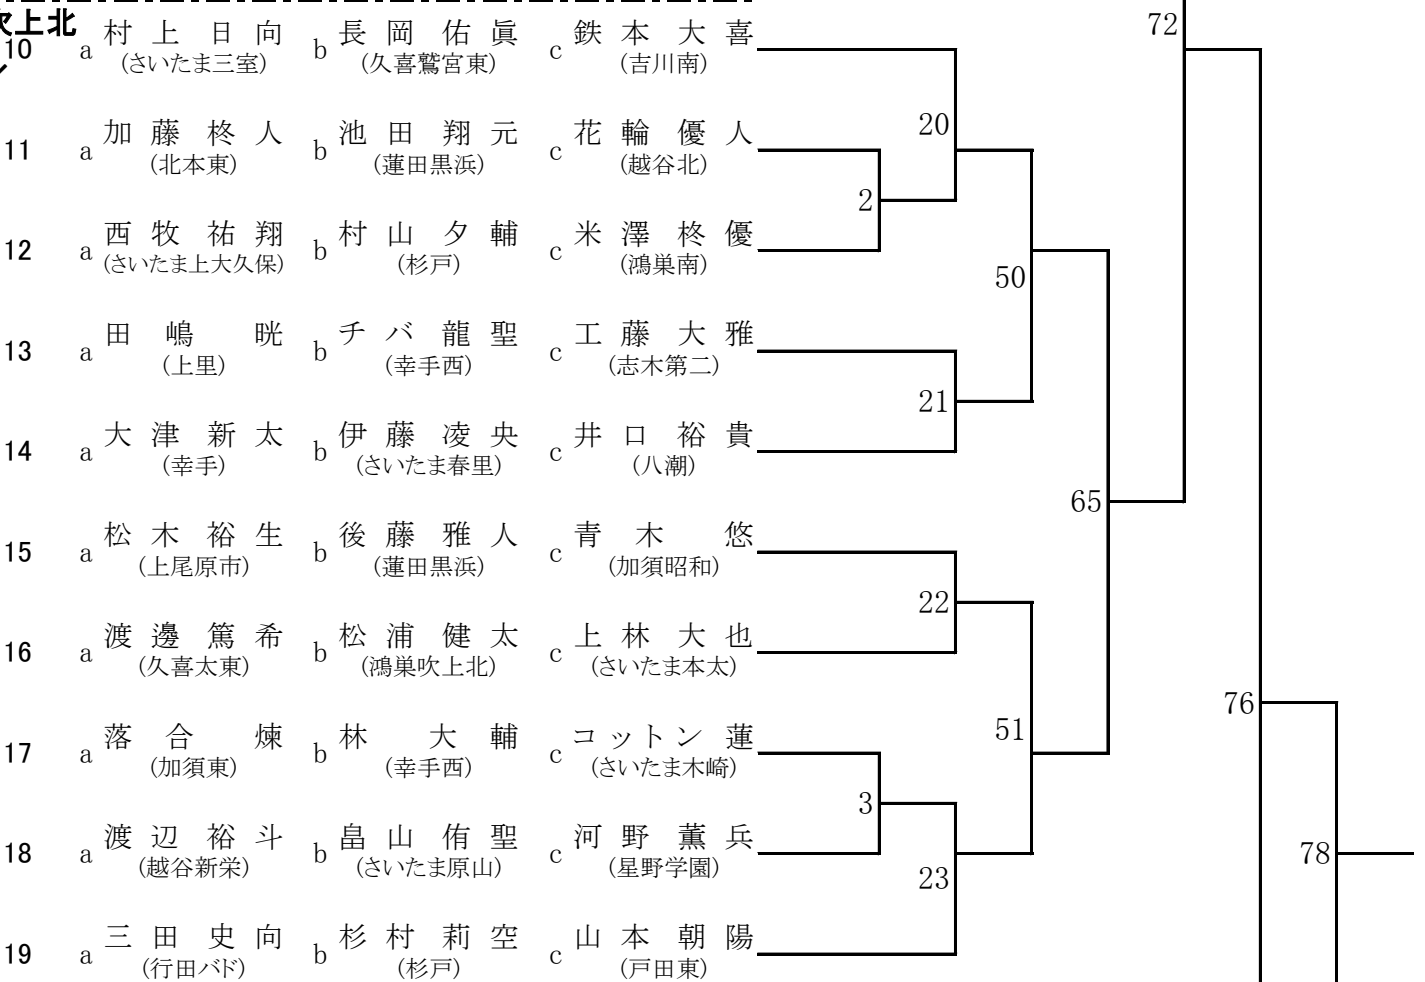 次上北
10 a 村上日向 b 長岡佑眞 c 鉄本大喜
(さいたま三室) (久喜鷲宮東) (吉川南)
72
20
11 a 加藤柊人 b 池田翔元 c 花輪優人
(北本東) (蓮田黒浜) (越谷北)
2
12 a 西牧祐翔 b 村山夕輔 c 米澤柊優
(さいたま上大久保) (杉戸) (鴻巣南)
50
13 a 田嶋晄 b チバ龍聖 c 工藤大雅
(上里) (幸手西) (志木第二)
21
14 a 大津新太 b 伊藤凌央 c 井口裕貴
(幸手) (さいたま春里) (八潮)
65
15 a 松木裕生 b 後藤雅人 c 青木悠
(上尾原市) (蓮田黒浜) (加須昭和)
22
16 a 渡邊篤希 b 松浦健太 c 上林大也
(久喜太東) (鴻巣吹上北) (さいたま本太)
76
51
17 a 落合煉 b 林大輔 c コットン蓮
(加須東) (幸手西) (さいたま木崎)
3
18 a 渡辺裕斗 b 畠山侑聖 c 河野薫兵
(越谷新栄) (さいたま原山) (星野学園)
78
23
19 a 三田史向 b 杉村莉空 c 山本朝陽
(行田バド) (杉戸) (戸田東)